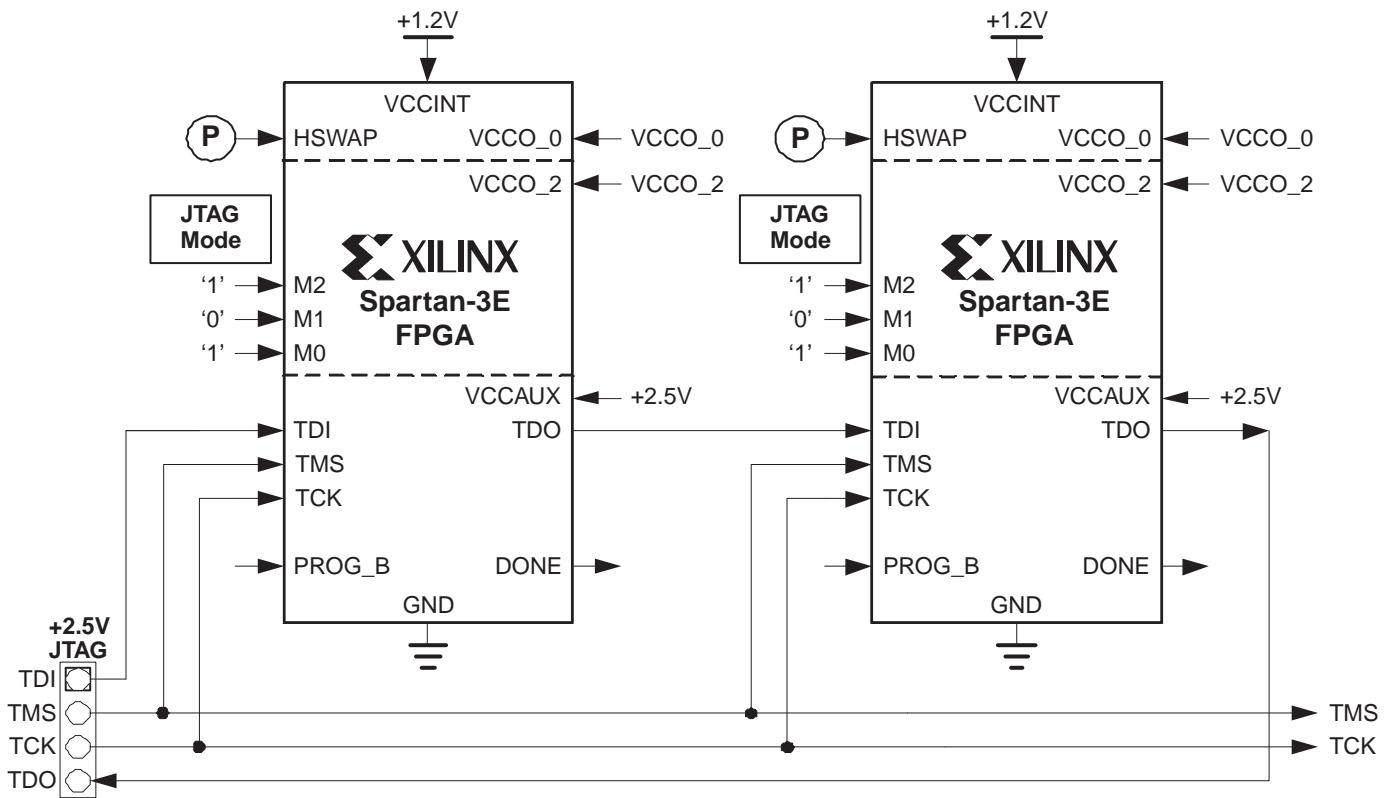 +1.2V
+1.2V
VCCINT
VCCINT
P
HSWAP
VCCO_0
VCCO_0
P
HSWAP
VCCO_0
VCCO_0
VCCO_2
VCCO_2
VCCO_2
VCCO_2
JTAG
Mode
JTAG
Mode
XILINX
XILINX
‘1’
M2
Spartan-3E
FPGA
‘0’
M1
‘1’
M0
‘1’
M2
Spartan-3E
FPGA
‘0’
M1
‘1’
M0
VCCAUX
+2.5V
VCCAUX
+2.5V
TDI
TDO
TDI
TDO
TMS
TMS
TCK
TCK
PROG_B
DONE
PROG_B
DONE
GND
GND
+2.5V
JTAG
TDI
TMS
TMS
TCK
TCK
TDO